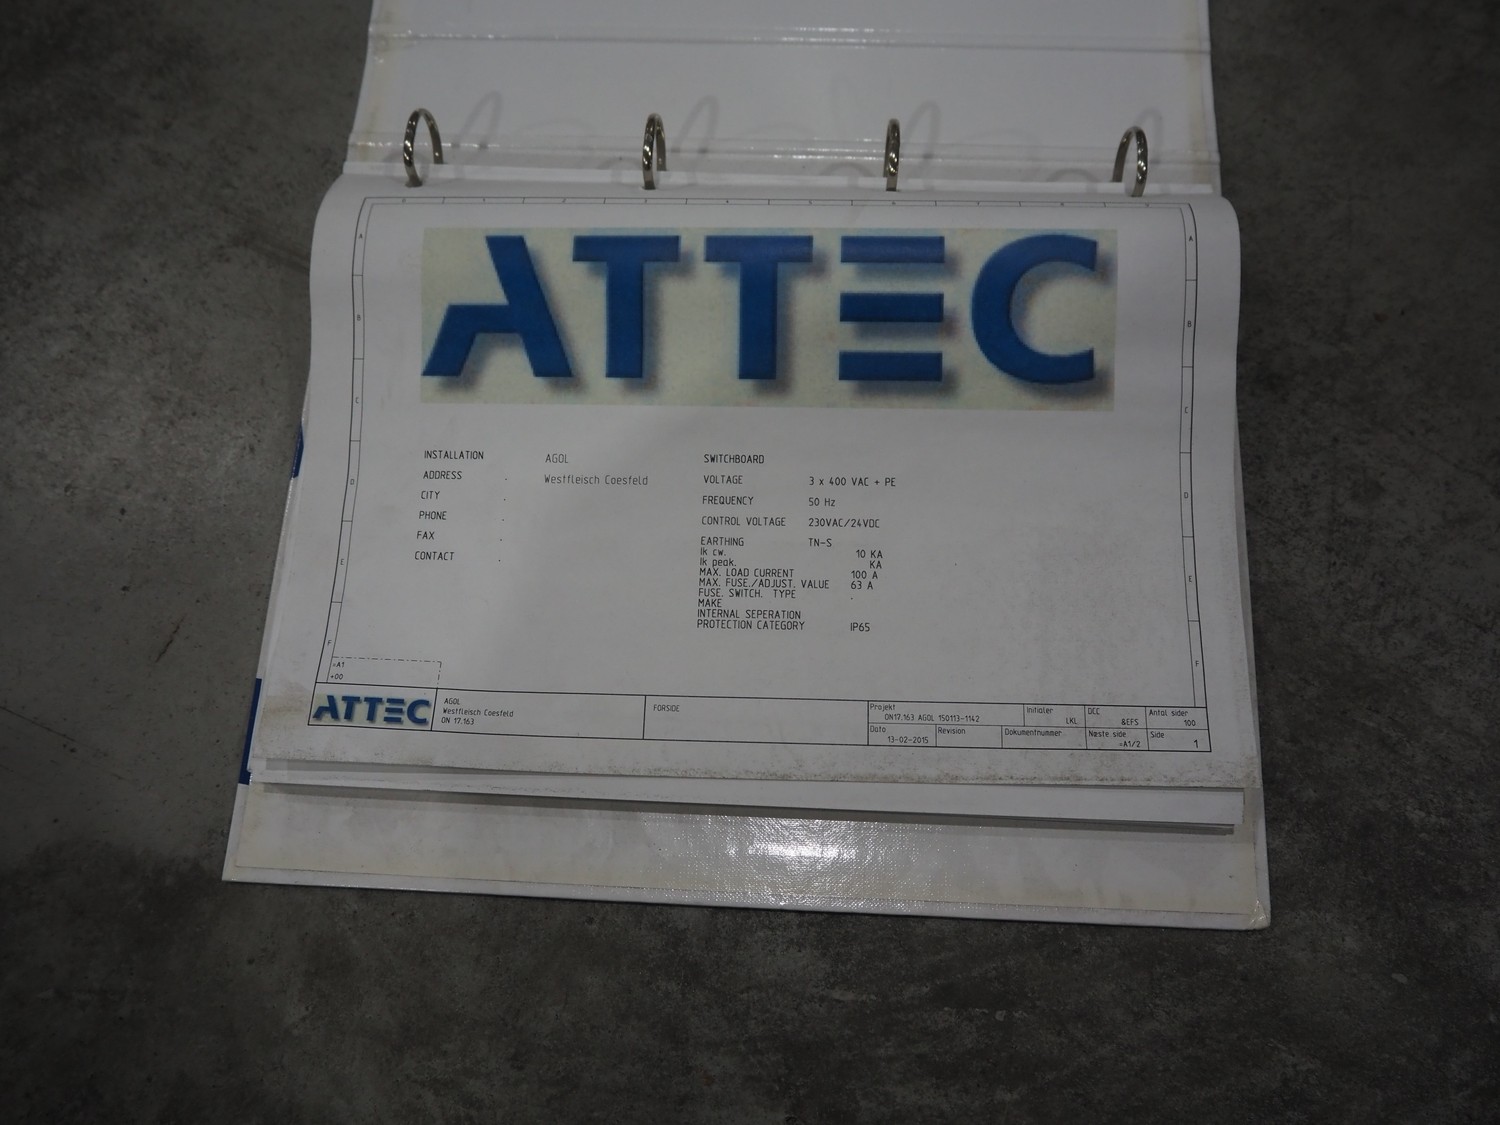 ATTEC
INSTALLATION AGOL
ADDRESS . Westfleisch Coesfeld
CITY .
PHONE .
FAX .
CONTACT .
SWITCHBOARD
VOLTAGE 3 x 400 VAC + PE
FREQUENCY 50 Hz
CONTROL VOLTAGE 230VAC/24VDC
EARTHING TN-S
Ik cw. 10 KA
Ik peak. KA
MAX. LOAD CURRENT 100 A
MAX. FUSE./ADJUST. VALUE 63 A
FUSE. SWITCH. TYPE .
MAKE
INTERNAL SEPERATION
PROTECTION CATEGORY IP65
=A1
+00
ATTEC
AGOL
Westfleisch Coesfeld
ON 17.163
FORSIDE
Projekt
ON17.163 AGOL 150113-1142
Initialer
LKL
DCC
&EFS
Antal sider
100
Dato
13-02-2015
Revision
Dokumentnummer
Næste side
=A1/2
Side
1
A
B
C
D
E
F
A
B
C
D
E
F